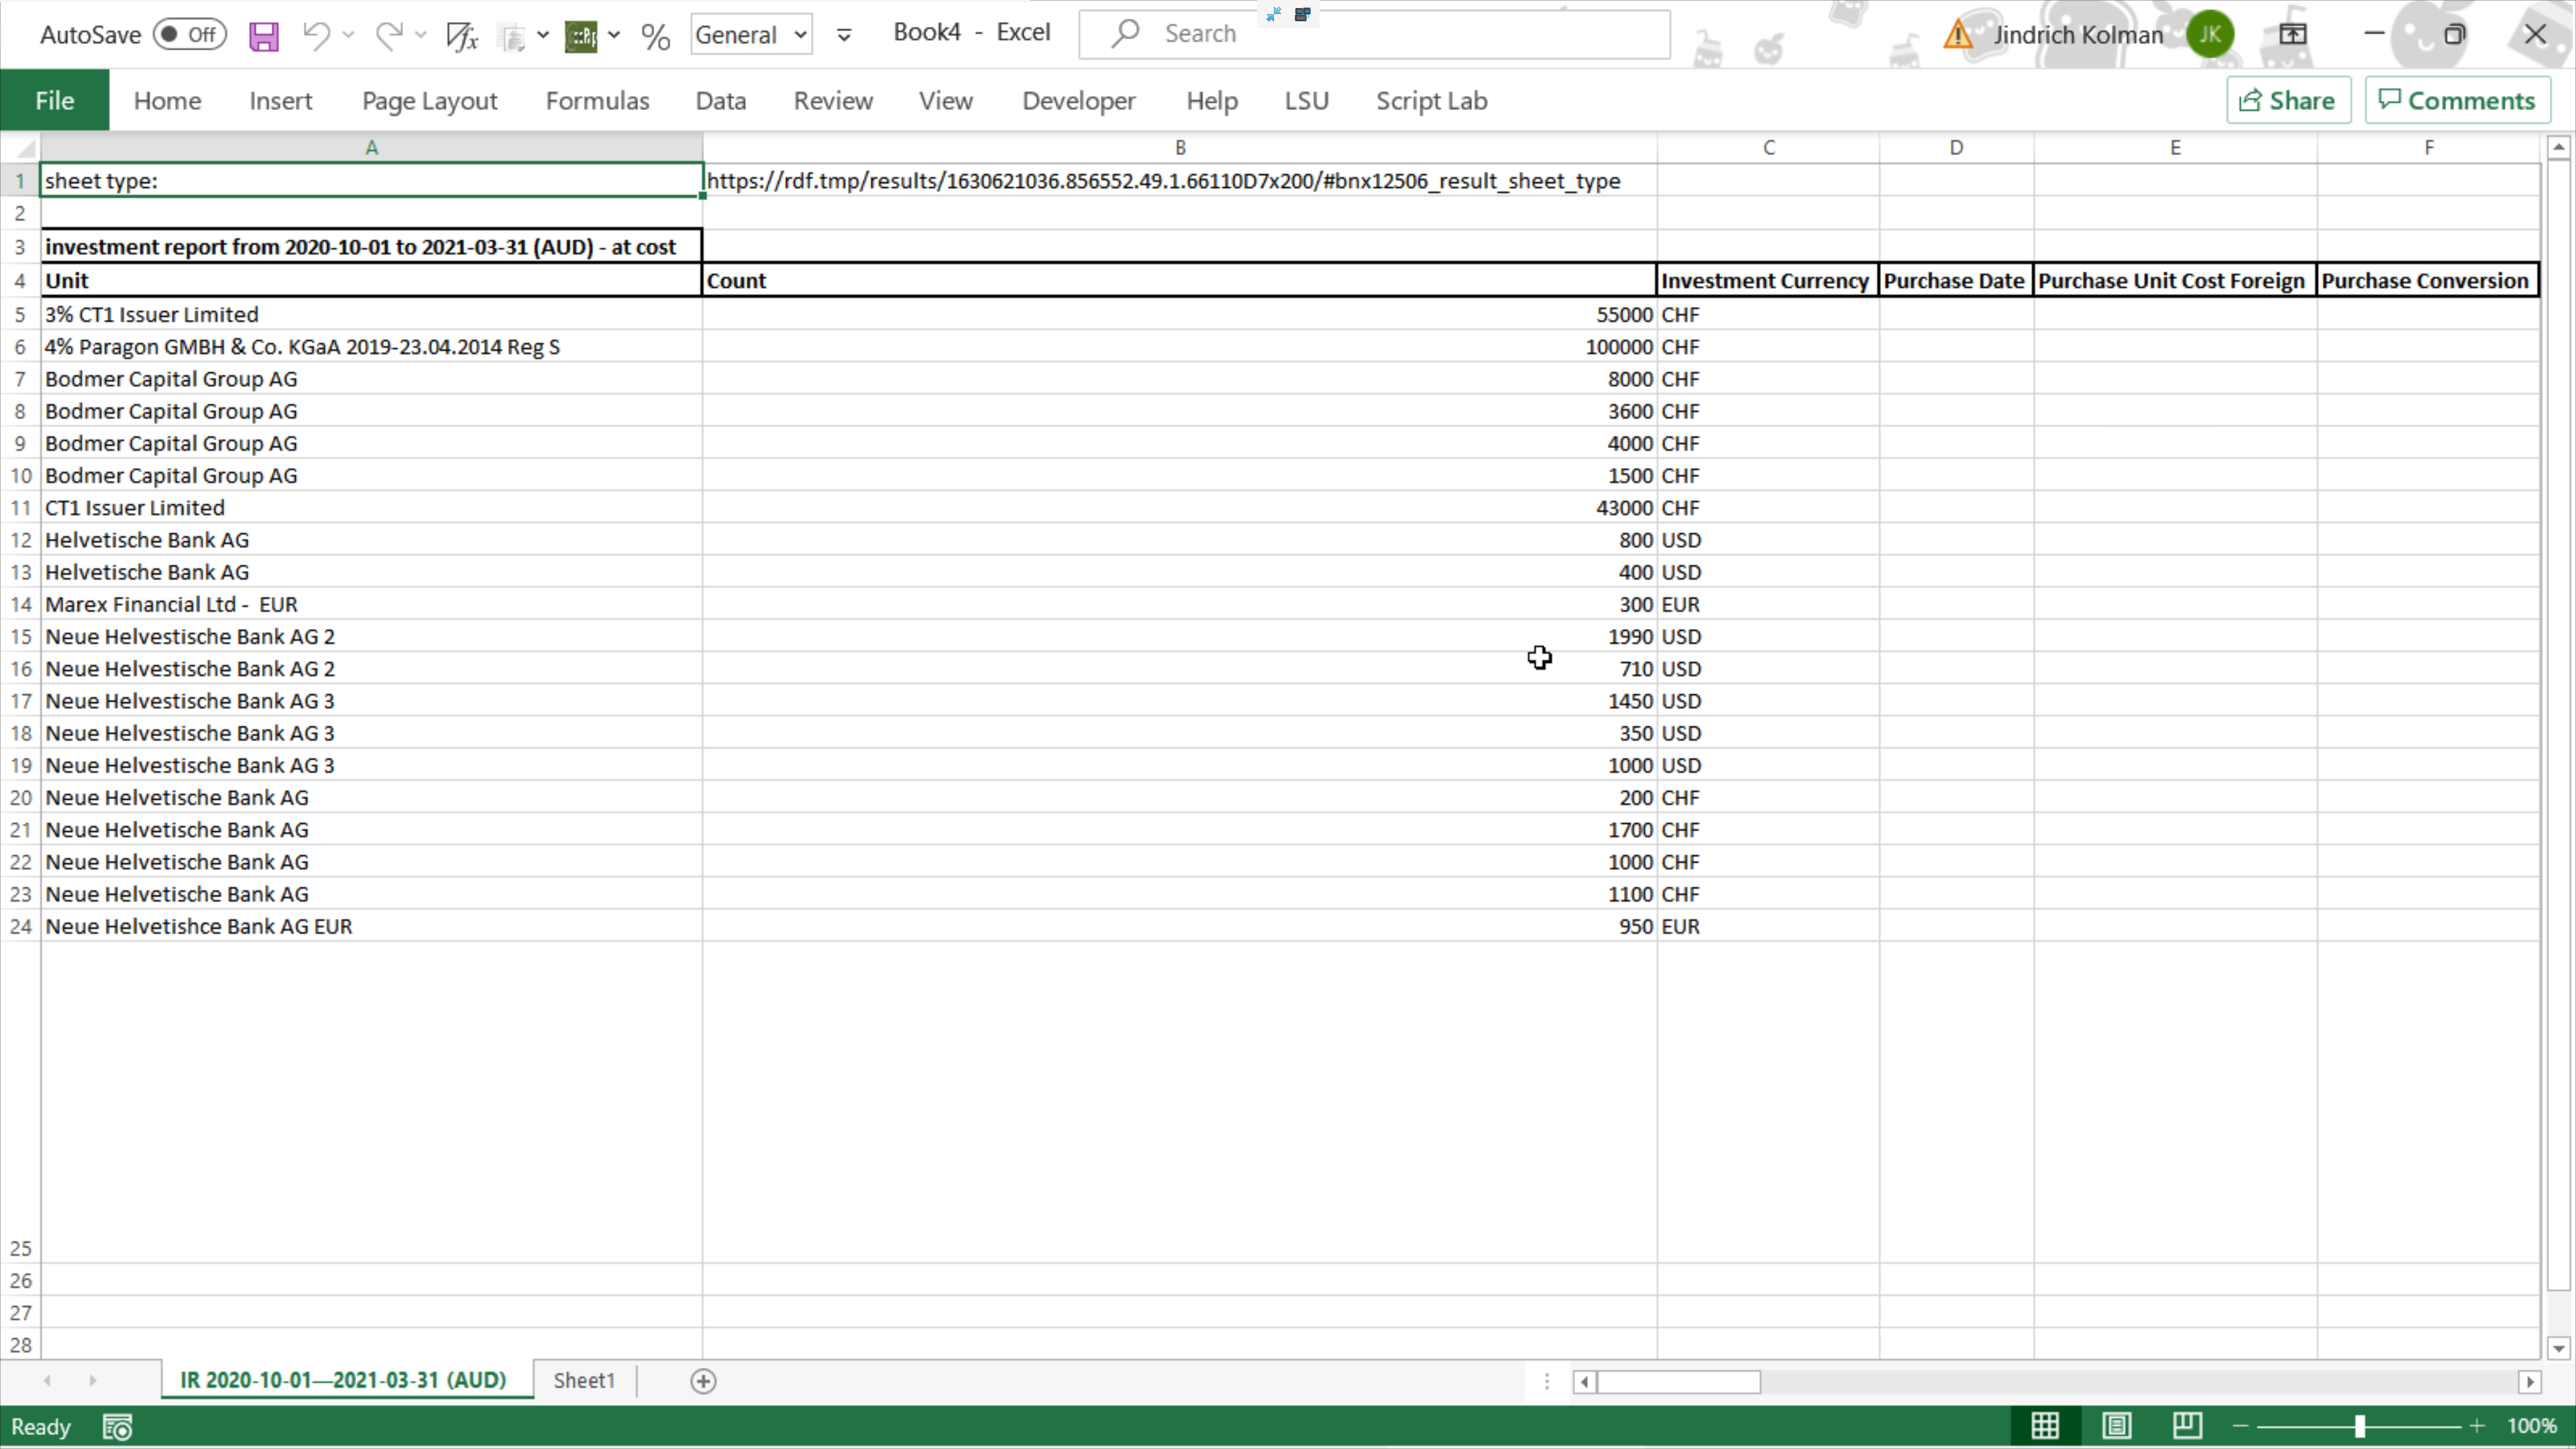 AutoSave Off General Book4 - Excel Search Jindrich Kolman JK
File Home Insert Page Layout Formulas Data Review View Developer Help LSU Script Lab Share Comments
A B C D E F
1 sheet type: https://rdf.tmp/results/1630621036.856552.49.1.66110D7x200/#bnx12506_result_sheet_type
2
3 investment report from 2020-10-01 to 2021-03-31 (AUD) - at cost
4 Unit Count Investment Currency Purchase Date Purchase Unit Cost Foreign Purchase Conversion
5 3% CT1 Issuer Limited 55000 CHF
6 4% Paragon GMBH & Co. KGaA 2019-23.04.2014 Reg S 100000 CHF
7 Bodmer Capital Group AG 8000 CHF
8 Bodmer Capital Group AG 3600 CHF
9 Bodmer Capital Group AG 4000 CHF
10 Bodmer Capital Group AG 1500 CHF
11 CT1 Issuer Limited 43000 CHF
12 Helvetische Bank AG 800 USD
13 Helvetische Bank AG 400 USD
14 Marex Financial Ltd -  EUR 300 EUR
15 Neue Helvestische Bank AG 2 1990 USD
16 Neue Helvestische Bank AG 2 710 USD
17 Neue Helvestische Bank AG 3 1450 USD
18 Neue Helvestische Bank AG 3 350 USD
19 Neue Helvestische Bank AG 3 1000 USD
20 Neue Helvetische Bank AG 200 CHF
21 Neue Helvetische Bank AG 1700 CHF
22 Neue Helvetische Bank AG 1000 CHF
23 Neue Helvetische Bank AG 1100 CHF
24 Neue Helvetishce Bank AG EUR 950 EUR
25
26
27
28
IR 2020-10-01—2021-03-31 (AUD) Sheet1
Ready 100%